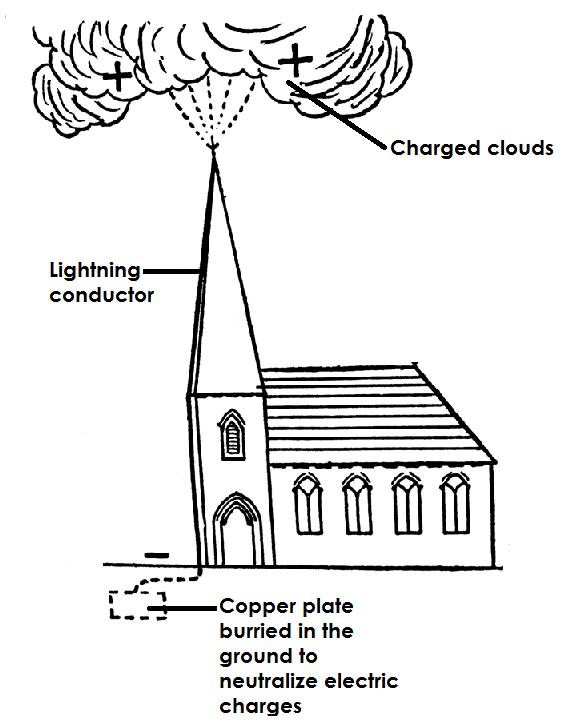 +
+
Charged clouds
Lightning
conductor
–
Copper plate
burried in the
ground to
neutralize electric
charges